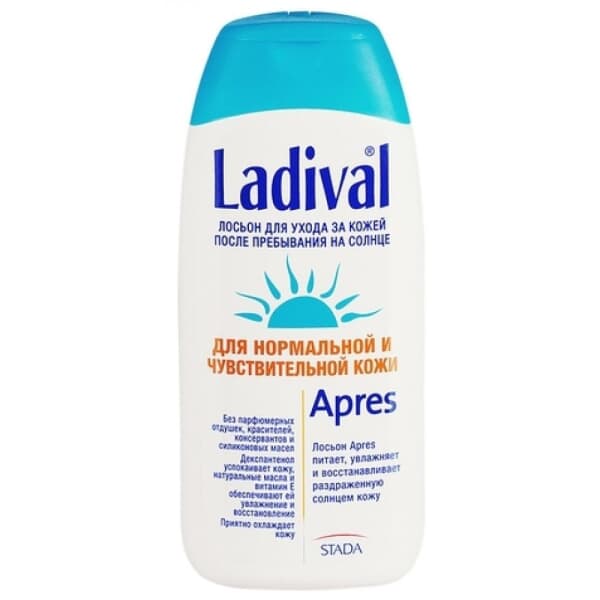 Ladival®
ЛОСЬОН ДЛЯ УХОДА ЗА КОЖЕЙ
ПОСЛЕ ПРЕБЫВАНИЯ НА СОЛНЦЕ
ДЛЯ НОРМАЛЬНОЙ И
ЧУВСТВИТЕЛЬНОЙ КОЖИ
Без парфюмерных
отдушек, красителей,
консервантов и
силиконовых масел
Декспантенол
успокаивает кожу,
натуральные масла и
витамин Е
обеспечивают ей
увлажнение и
восстановление
Приятно охлаждает
кожу
Apres
Лосьон Apres
питает, увлажняет
и восстанавливает
раздраженную
солнцем кожу
STADA